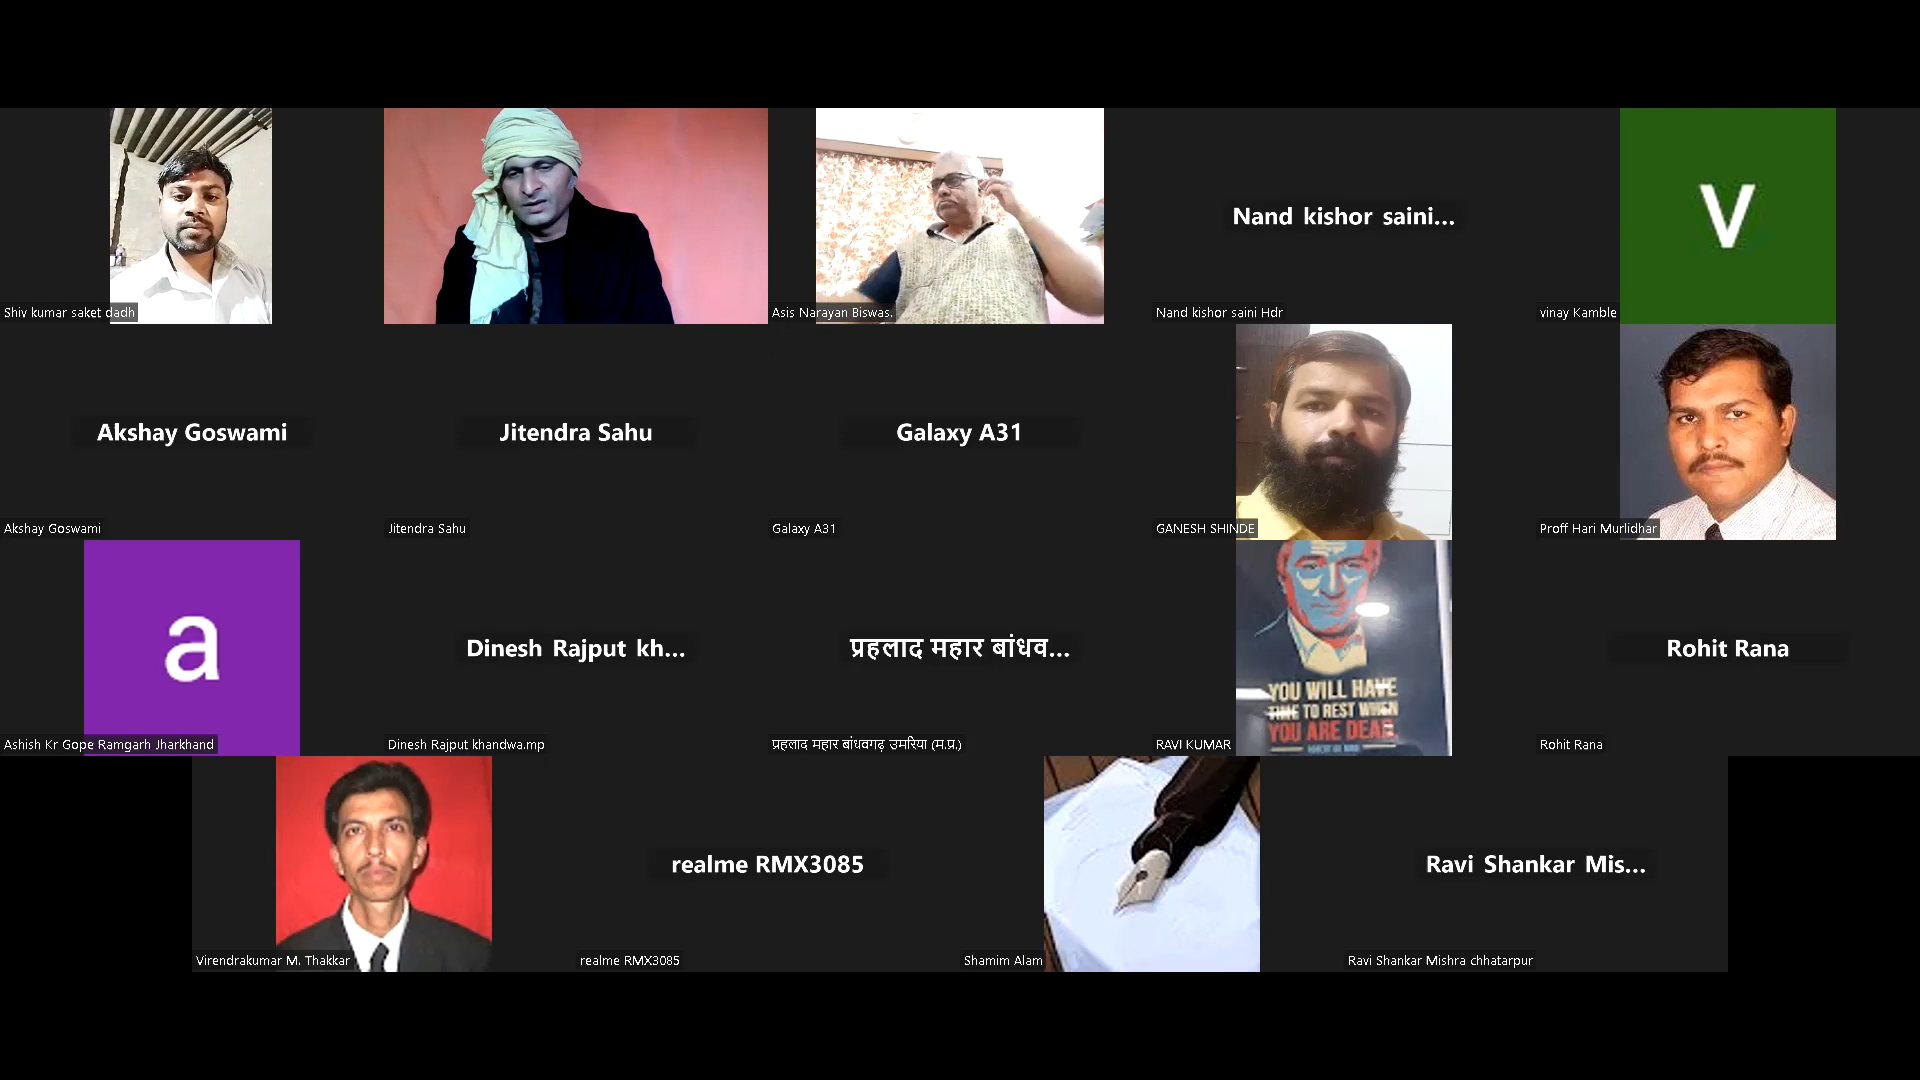 Shiv kumar saket dadh
Asis Narayan Biswas.
Nand kishor saini...
Nand kishor saini Hdr
V
vinay Kamble
Akshay Goswami
Akshay Goswami
Jitendra Sahu
Jitendra Sahu
Galaxy A31
Galaxy A31
GANESH SHINDE
Proff Hari Murlidhar
a
Ashish Kr Gope Ramgarh Jharkhand
Dinesh Rajput kh...
Dinesh Rajput khandwa.mp
प्रहलाद महार बांधव...
प्रहलाद महार बांधवगढ़ उमरिया (म.प्र.)
YOU WILL HAVE
TIME TO REST WHEN
YOU ARE DEAD.
RAVI KUMAR
Rohit Rana
Rohit Rana
Virendrakumar M. Thakkar
realme RMX3085
realme RMX3085
Shamim Alam
Ravi Shankar Mis...
Ravi Shankar Mishra chhatarpur